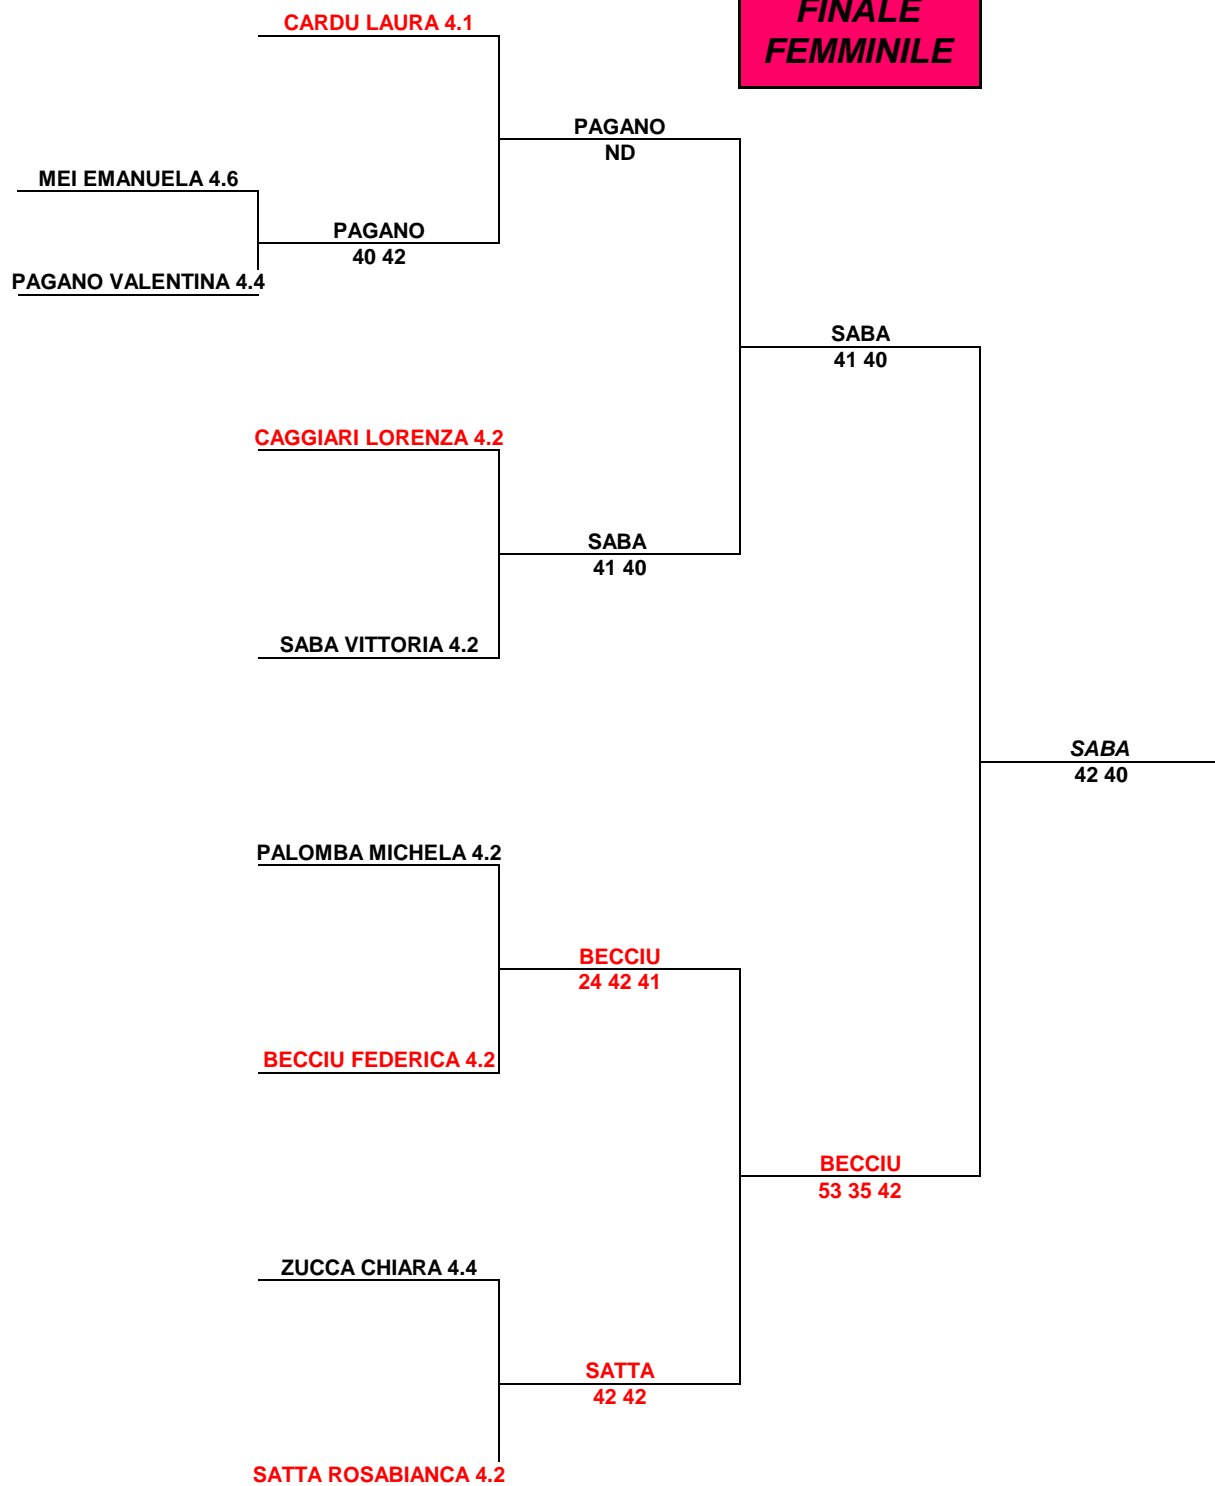 CARDU LAURA 4.1
FINALE
FEMMINILE
PAGANO
ND
MEI EMANUELA 4.6
PAGANO
40 42
PAGANO VALENTINA 4.4
SABA
41 40
CAGGIARI LORENZA 4.2
SABA
41 40
SABA VITTORIA 4.2
SABA
42 40
PALOMBA MICHELA 4.2
BECCIU
24 42 41
BECCIU FEDERICA 4.2
BECCIU
53 35 42
ZUCCA CHIARA 4.4
SATTA
42 42
SATTA ROSABIANCA 4.2